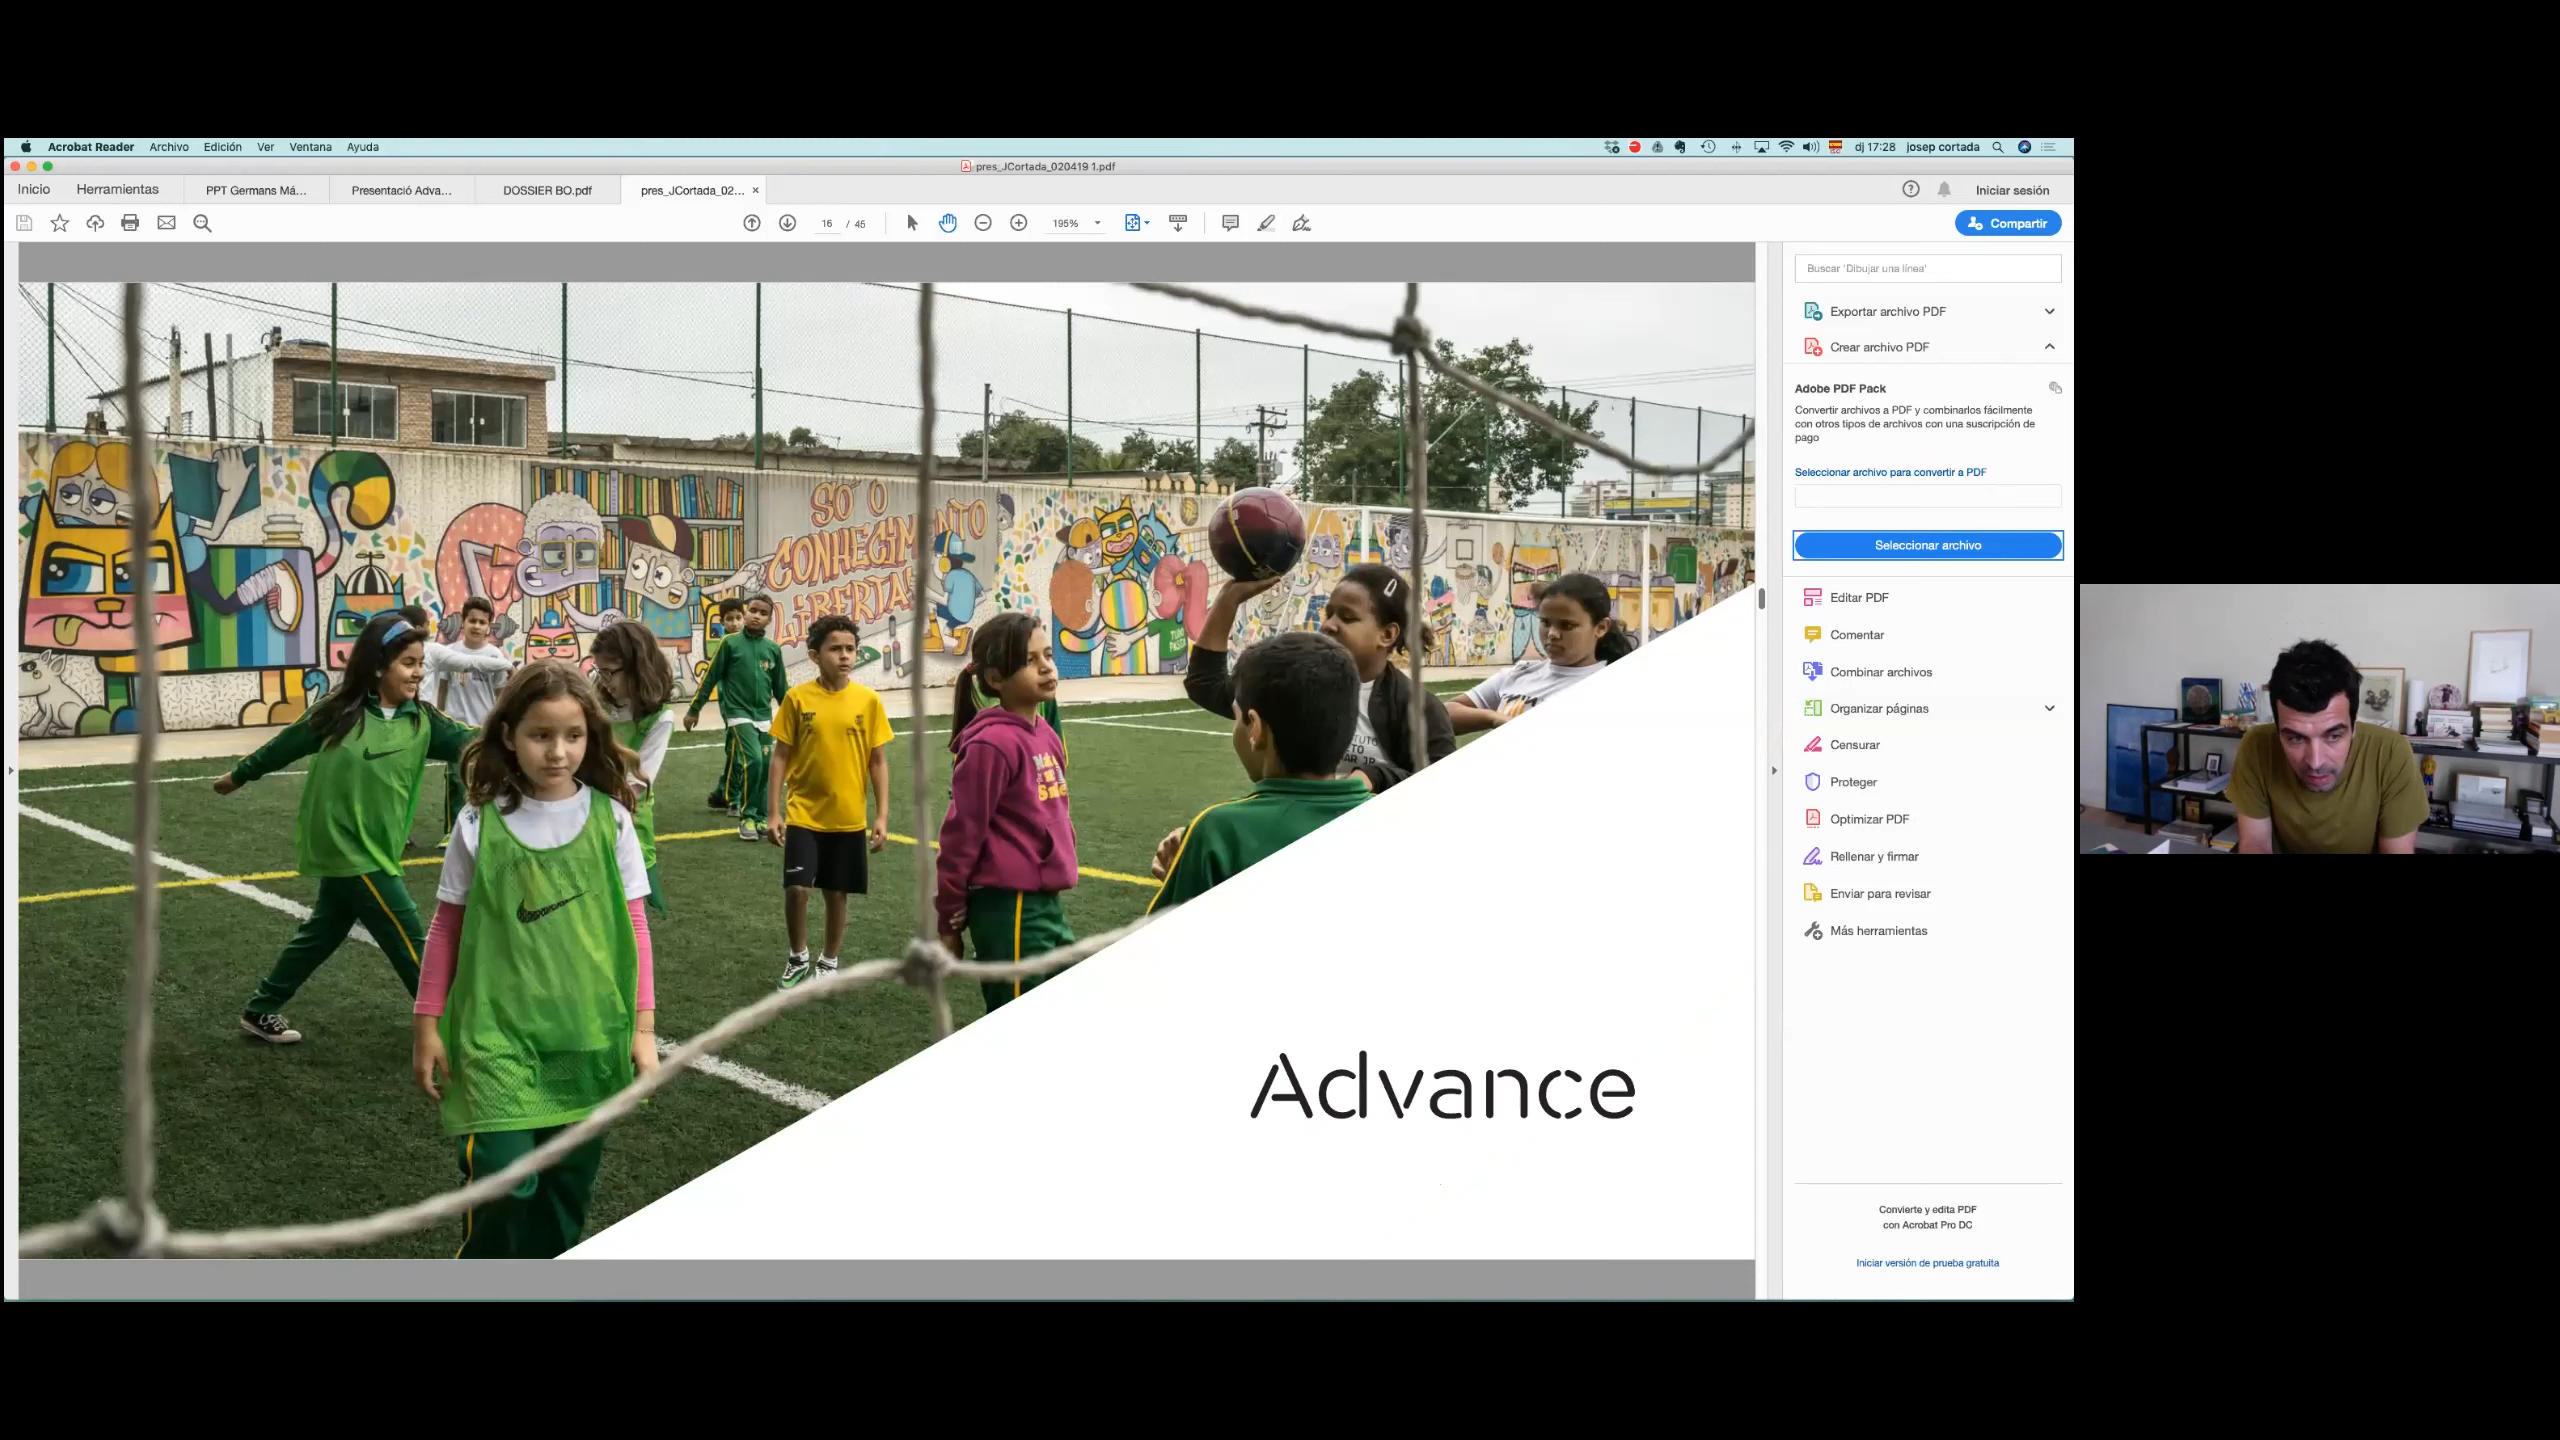 Acrobat Reader Archivo Edición Ver Ventana Ayuda
dj 17:28 josep cortada
pres_JCortada_020419 1.pdf
Inicio Herramientas PPT Germans Má... Presentació Adva... DOSSIER BO.pdf pres_JCortada_02... ×
Iniciar sesión
16 / 45 195%
Compartir
Buscar 'Dibujar una línea'
Exportar archivo PDF
Crear archivo PDF
Adobe PDF Pack
Convertir archivos a PDF y combinarlos fácilmente
con otros tipos de archivos con una suscripción de
pago
Seleccionar archivo para convertir a PDF
Seleccionar archivo
Editar PDF
Comentar
Combinar archivos
Organizar páginas
Censurar
Proteger
Optimizar PDF
Rellenar y firmar
Enviar para revisar
Más herramientas
Convierte y edita PDF
con Acrobat Pro DC
Iniciar versión de prueba gratuita
SÓ O
CONHECIM NTO
LIBERTA
Advance